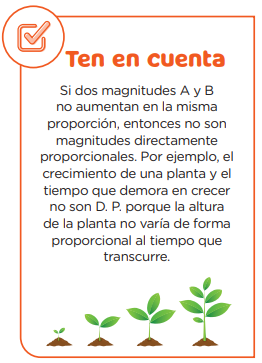 Ten en cuenta
Si dos magnitudes A y B
no aumentan en la misma
proporción, entonces no son
magnitudes directamente
proporcionales. Por ejemplo, el
crecimiento de una planta y el
tiempo que demora en crecer
no son D. P. porque la altura
de la planta no varía de forma
proporcional al tiempo que
transcurre.